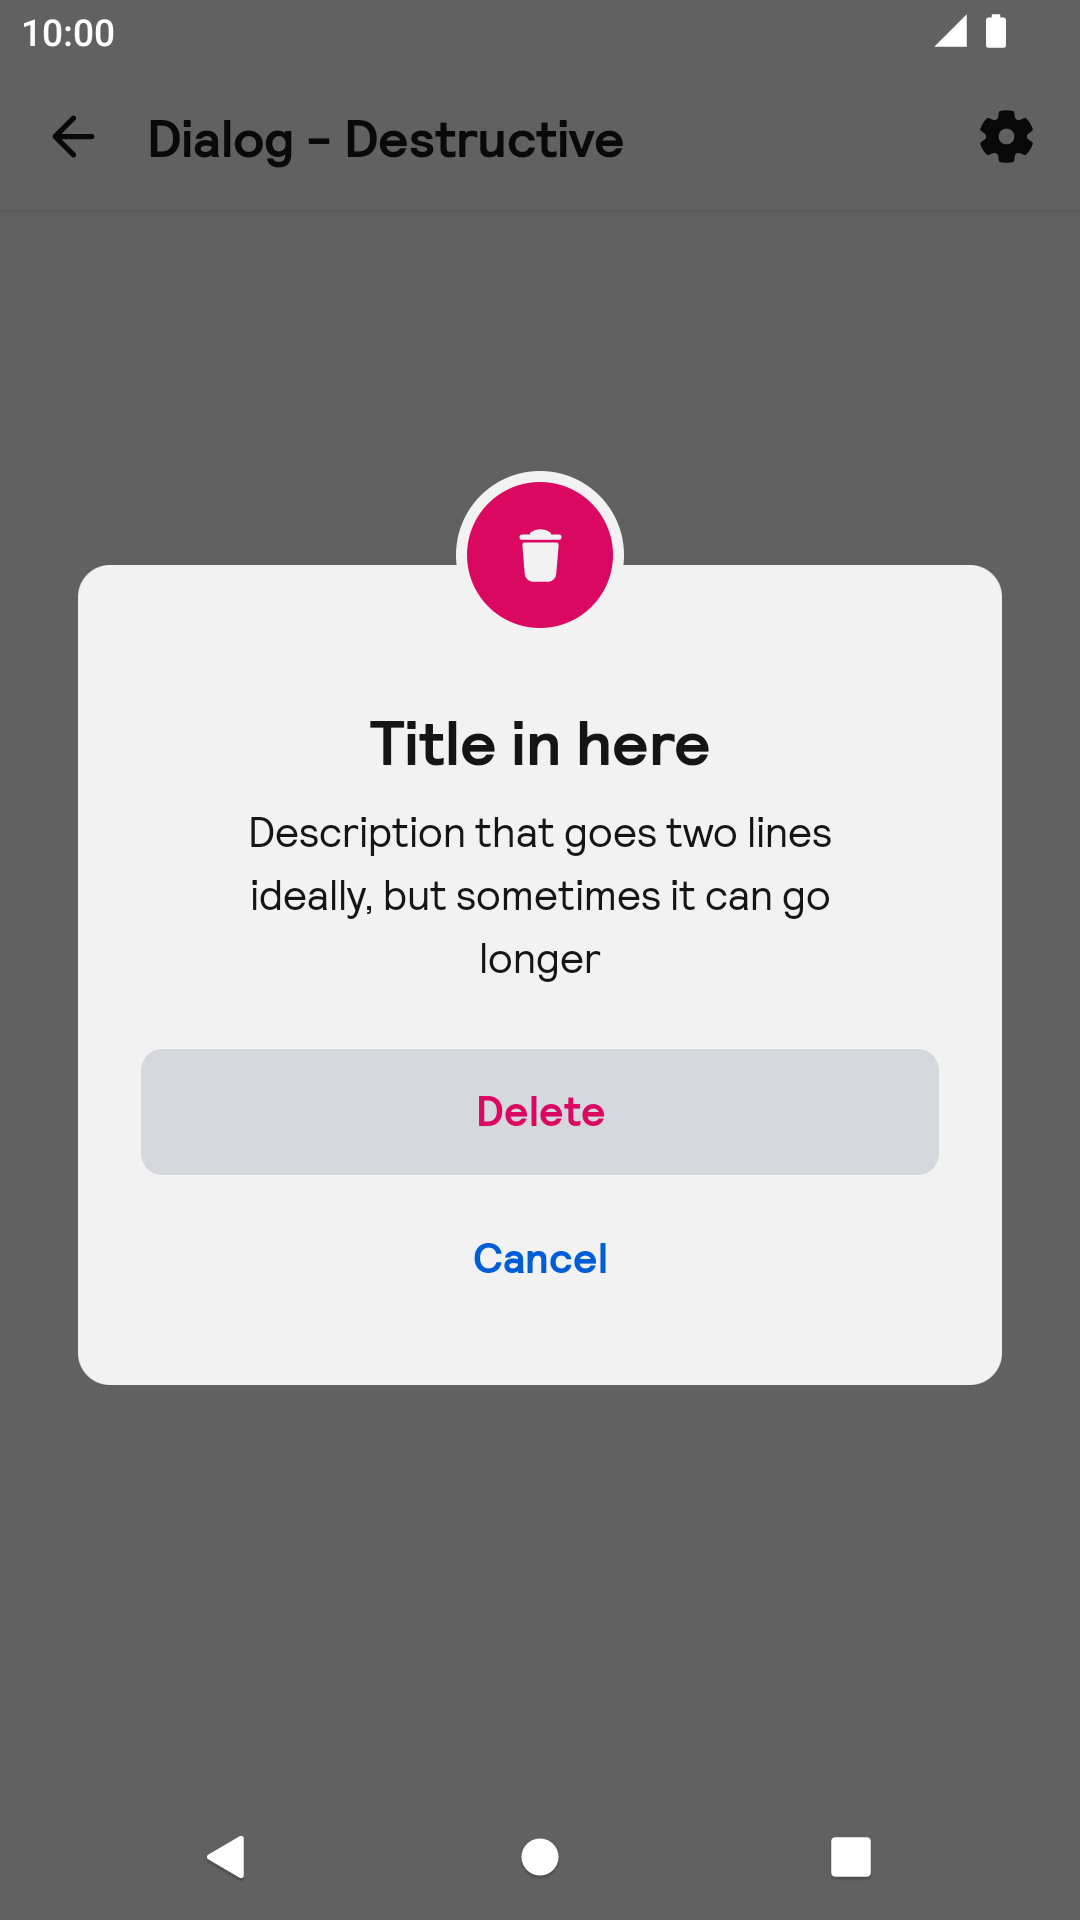 10:00
Dialog - Destructive
Title in here
Description that goes two lines
ideally, but sometimes it can go
longer
Delete
Cancel